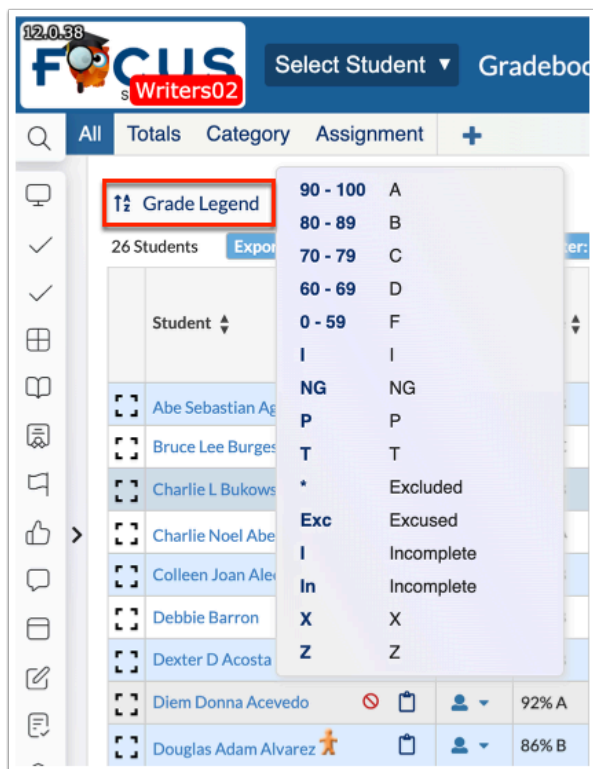 12.0.38
FOCUS
S
Writers02
Select Student ▼
Gradeboo
All Totals Category Assignment +
Grade Legend
26 Students
Expor
ter:
Student
90 - 100 A
80 - 89 B
70 - 79 C
60 - 69 D
0 - 59 F
I I
NG NG
P P
T T
* Excluded
Exc Excused
I Incomplete
In Incomplete
X X
Z Z
Abe Sebastian Ag
Bruce Lee Burges
Charlie L Bukows
Charlie Noel Abe
Colleen Joan Alec
Debbie Barron
Dexter D Acosta
Diem Donna Acevedo 92% A
Douglas Adam Alvarez 86% B